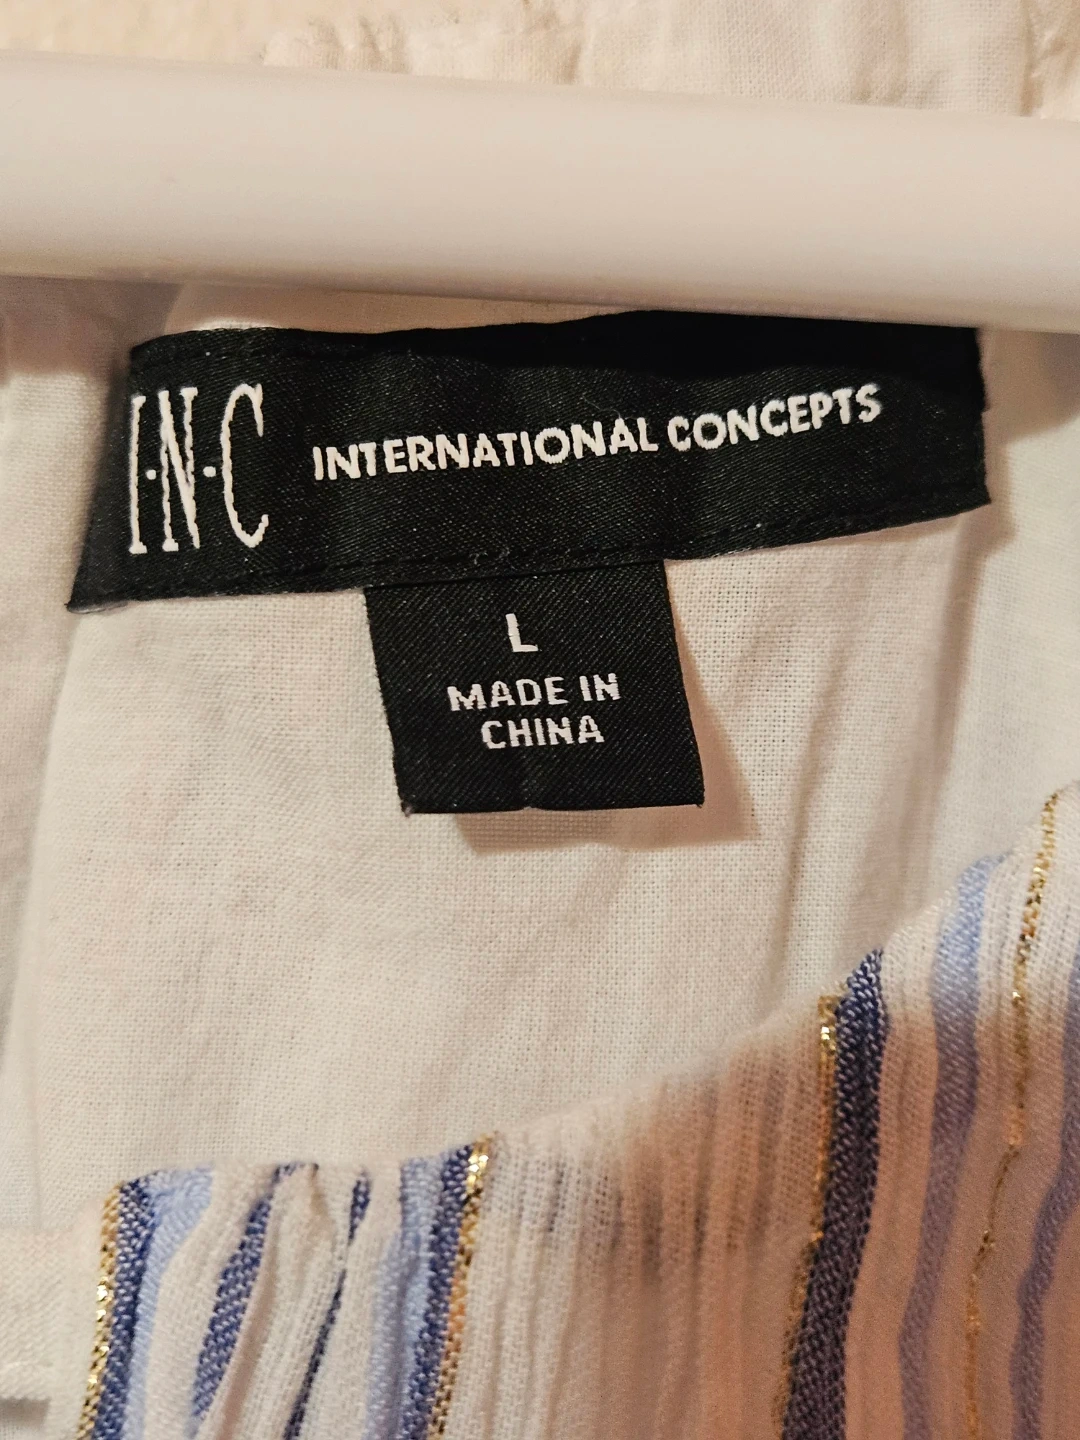 I·N·C INTERNATIONAL CONCEPTS
L
MADE IN
CHINA